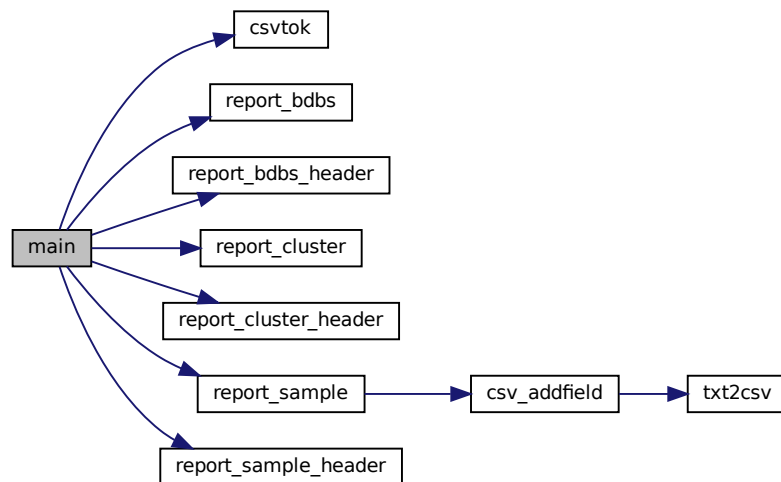 csvtok
report_bdbs
report_bdbs_header
main
report_cluster
report_cluster_header
report_sample
csv_addfield
txt2csv
report_sample_header